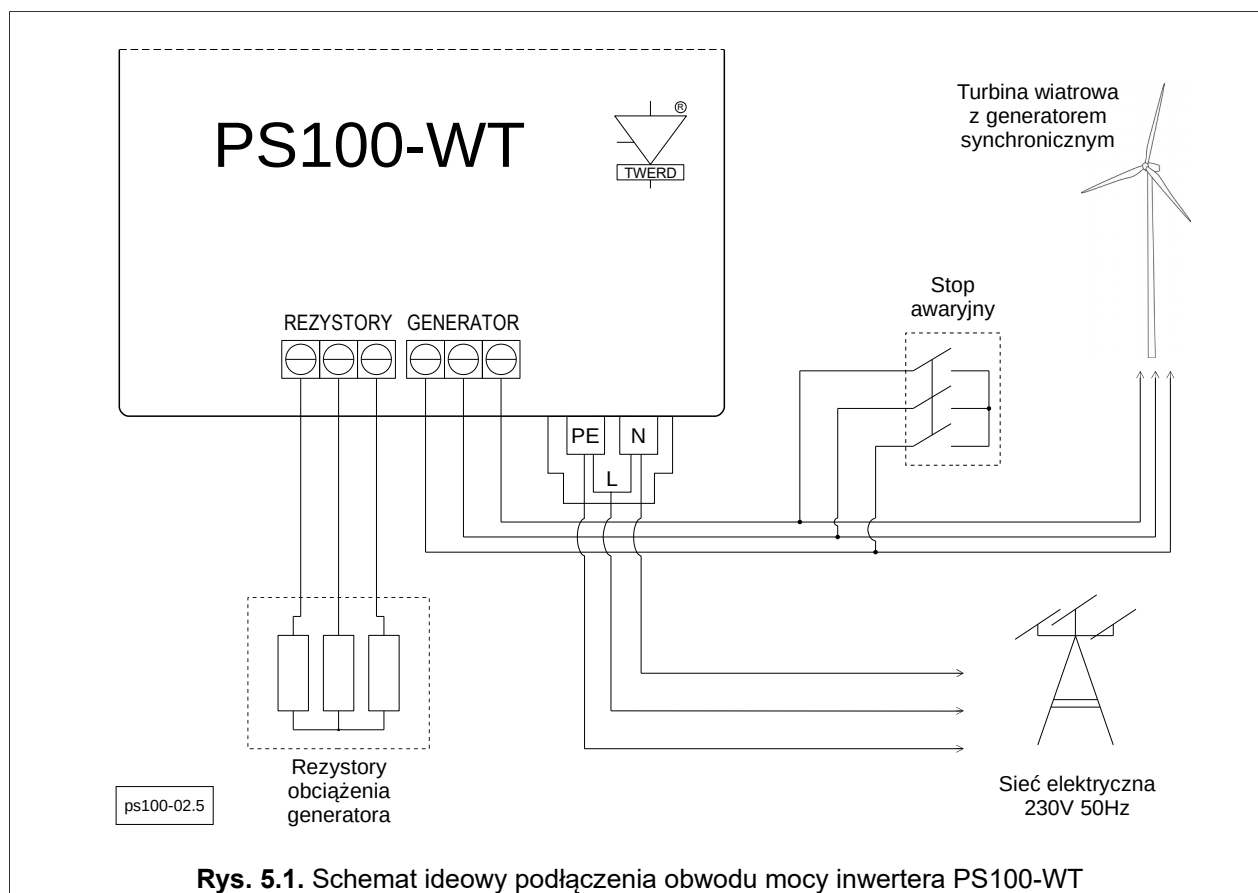 PS100-WT
®
TWERD
Turbina wiatrowa
z generatorem
synchronicznym
Stop
awaryjny
REZYSTORY GENERATOR
PE N
L
Rezystory
obciążenia
generatora
Sieć elektryczna
230V 50Hz
ps100-02.5
Rys. 5.1. Schemat ideowy podłączenia obwodu mocy inwertera PS100-WT